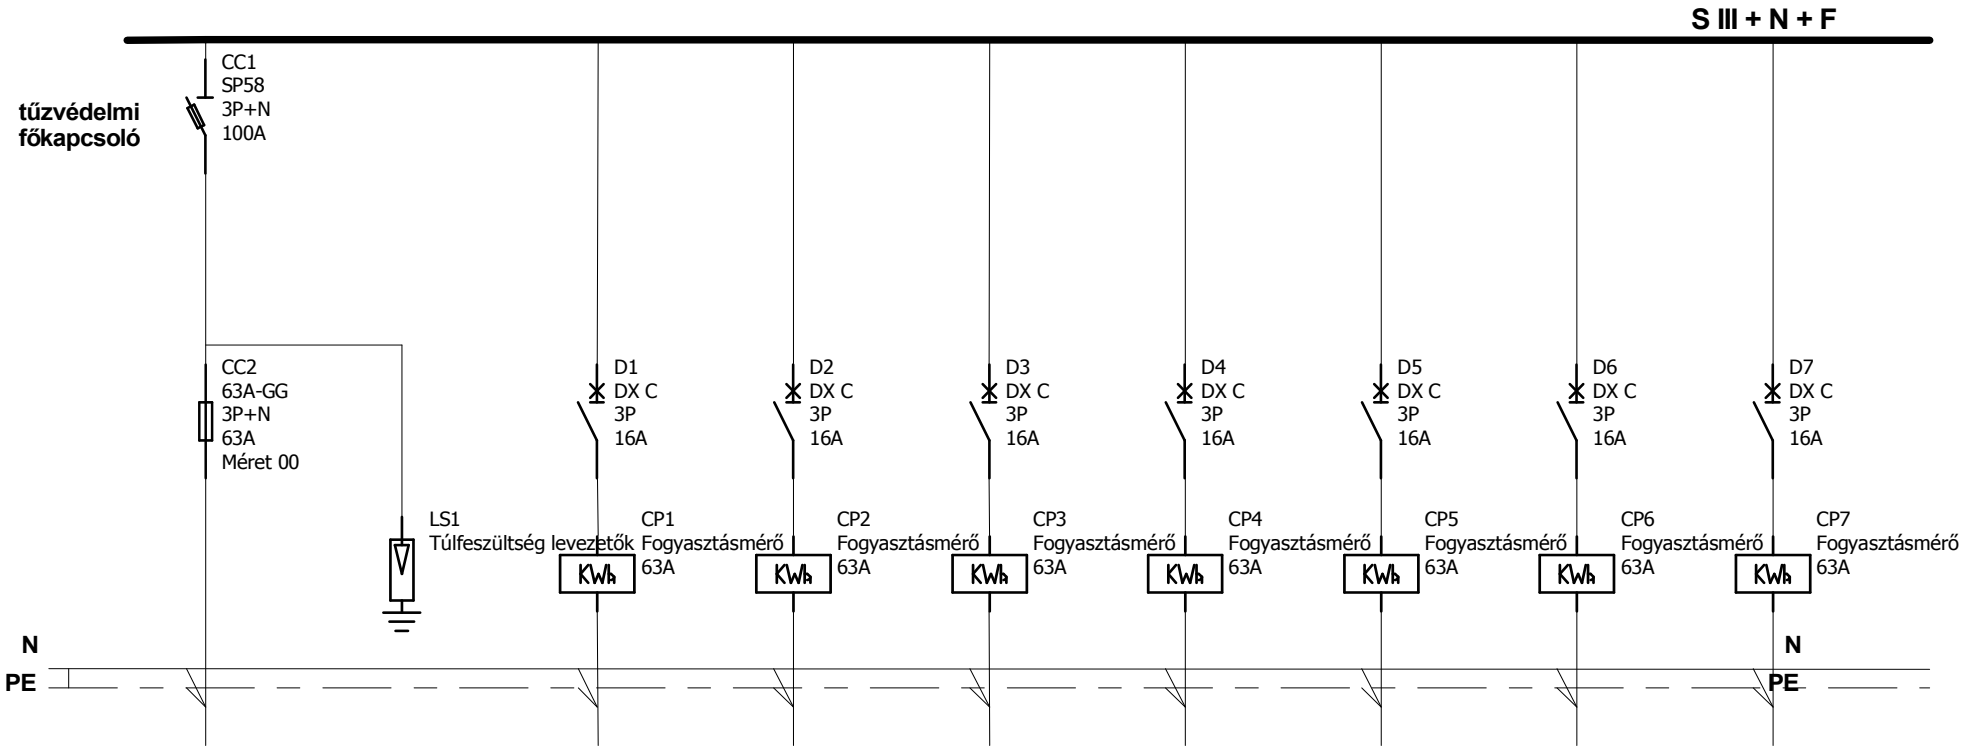 S III + N + F
tűzvédelmi
főkapcsoló
CC1
SP58
3P+N
100A
CC2
63A-GG
3P+N
63A
Méret 00
D1
DX C
3P
16A
D2
DX C
3P
16A
D3
DX C
3P
16A
D4
DX C
3P
16A
D5
DX C
3P
16A
D6
DX C
3P
16A
D7
DX C
3P
16A
LS1
Túlfeszültség levezetők
KWh
CP1
Fogyasztásmérő
63A
KWh
CP2
Fogyasztásmérő
63A
KWh
CP3
Fogyasztásmérő
63A
KWh
CP4
Fogyasztásmérő
63A
KWh
CP5
Fogyasztásmérő
63A
KWh
CP6
Fogyasztásmérő
63A
KWh
CP7
Fogyasztásmérő
63A
N
PE
N
PE